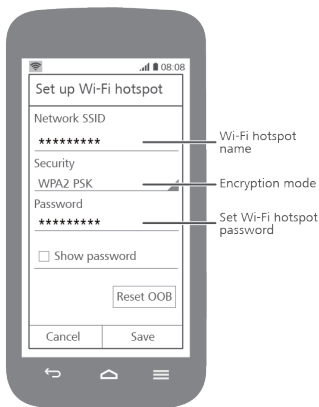 08:08
Set up Wi-Fi hotspot
Network SSID
*********
Wi-Fi hotspot
name
Security
WPA2 PSK
Encryption mode
Password
*********
Set Wi-Fi hotspot
password
Show password
Reset OOB
Cancel
Save